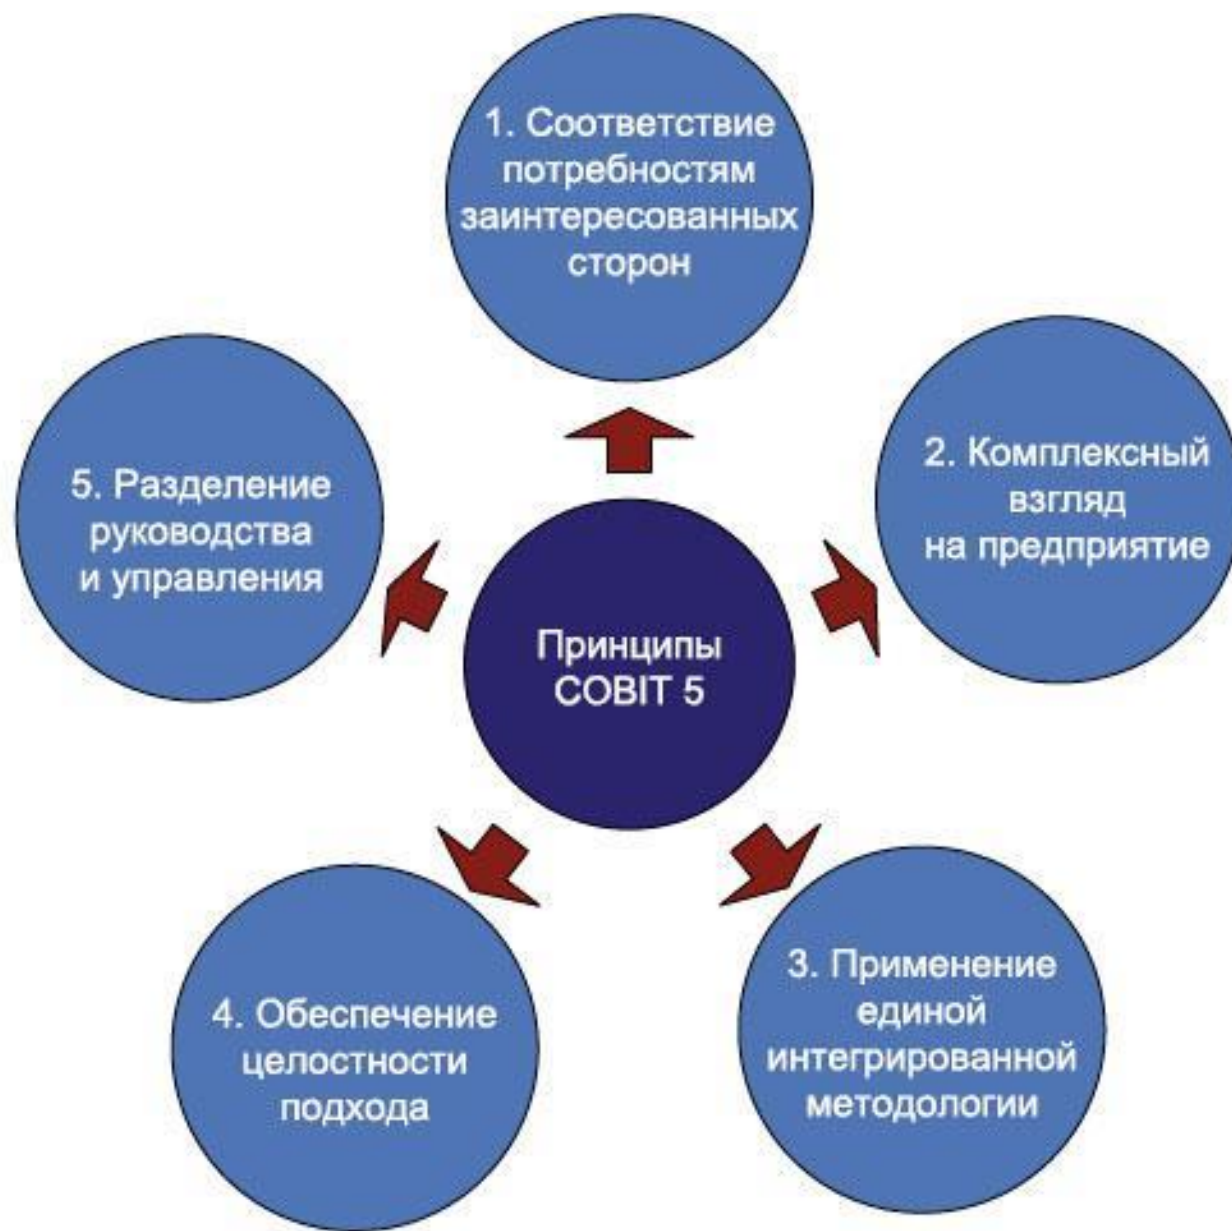 1. Соответствие
потребностям
заинтересованных
сторон
2. Комплексный
взгляд
на предприятие
3. Применение
единой
интегрированной
методологии
4. Обеспечение
целостности
подхода
5. Разделение
руководства
и управления
Принципы
COBIT 5